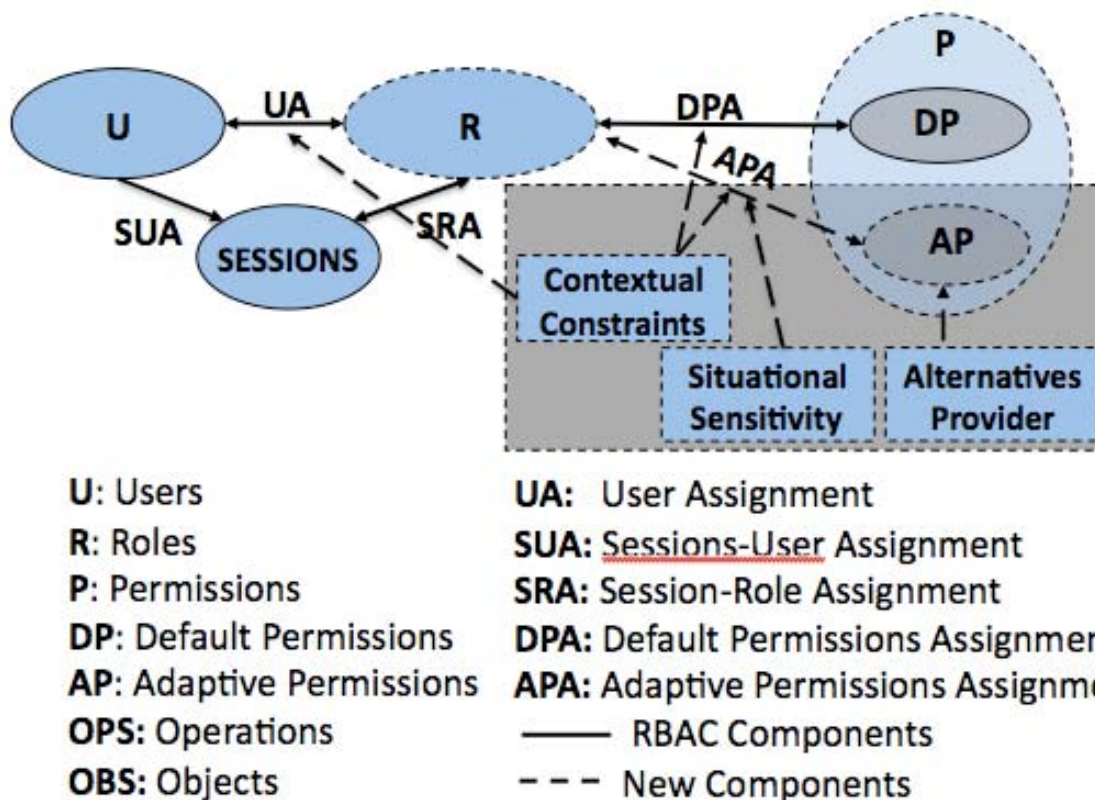 P
UA
DPA
U
R
DP
APA
SUA
SRA
AP
SESSIONS
Contextual
Constraints
Situational
Sensitivity
Alternatives
Provider
U: Users
R: Roles
P: Permissions
DP: Default Permissions
AP: Adaptive Permissions
OPS: Operations
OBS: Objects
UA: User Assignment
SUA: Sessions-User Assignment
SRA: Session-Role Assignment
DPA: Default Permissions Assignmen
APA: Adaptive Permissions Assignme
RBAC Components
New Components